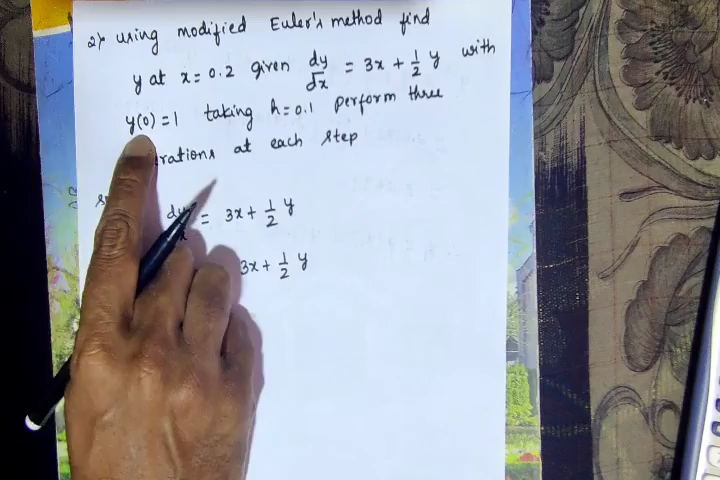 2) using modified Euler's method find
y at x = 0.2 given dy/dx = 3x + 1/2 y with
y(0) = 1 taking h = 0.1 perform three
at each step
= 3x + 1/2 y
3x + 1/2 y